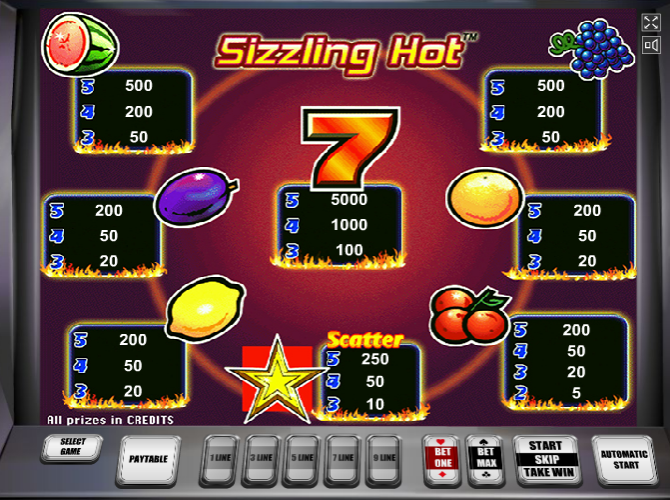 Sizzling Hot™
5 500
4 200
3 50
5 500
4 200
3 50
7
5 5000
4 1000
3 100
5 200
4 50
3 20
5 200
4 50
3 20
5 200
4 50
3 20
Scatter
5 250
4 50
3 10
5 200
4 50
3 20
2 5
All prizes in CREDITS
SELECT
GAME
PAYTABLE
1 LINE
3 LINE
5 LINE
7 LINE
9 LINE
BET
ONE
BET
MAX
START
SKIP
TAKE WIN
AUTOMATIC
START